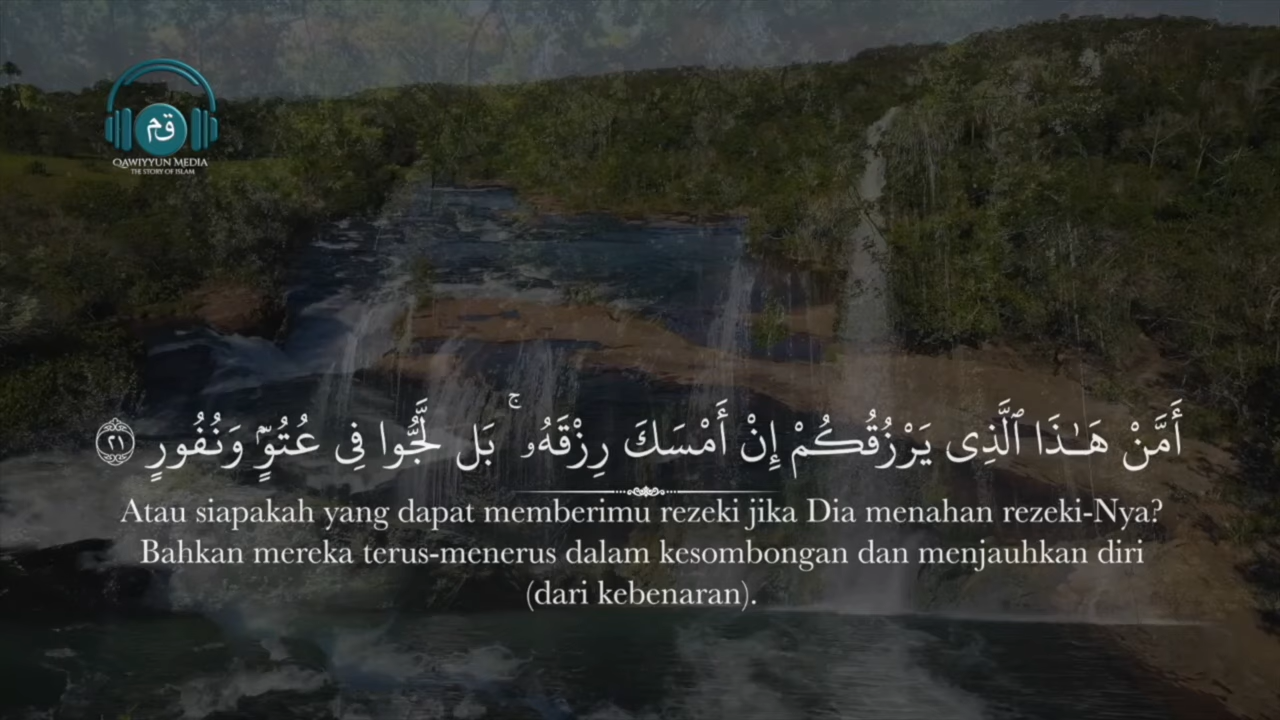 قم
QAWIYYUN MEDIA
THE STORY OF ISLAM
أَمَّنْ هَـٰذَا ٱلَّذِى يَرْزُقُكُمْ إِنْ أَمْسَكَ رِزْقَهُۥ ۚ بَل لَّجُّوا فِى عُتُوٍّ وَنُفُورٍ ٢١
Atau siapakah yang dapat memberimu rezeki jika Dia menahan rezeki-Nya?
Bahkan mereka terus-menerus dalam kesombongan dan menjauhkan diri
(dari kebenaran).